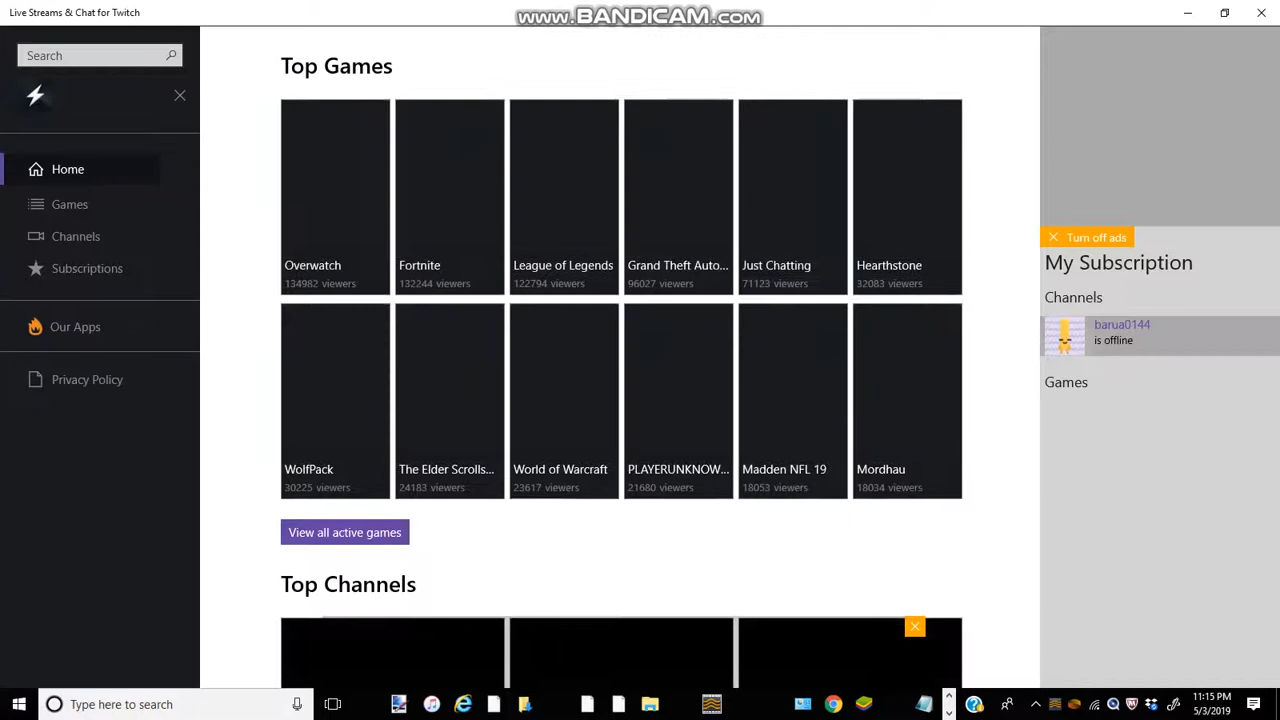 Live Streams & Chat for Twitch
www.BANDICAM.com
Search
Home
Games
Channels
Subscriptions
Our Apps
Privacy Policy
Top Games
Overwatch
134982 viewers
Fortnite
132244 viewers
League of Legends
122794 viewers
Grand Theft Auto...
96027 viewers
Just Chatting
71123 viewers
Hearthstone
32083 viewers
WolfPack
30225 viewers
The Elder Scrolls...
24183 viewers
World of Warcraft
23617 viewers
PLAYERUNKNOW...
21680 viewers
Madden NFL 19
18053 viewers
Mordhau
18034 viewers
View all active games
Top Channels
Turn off ads
My Subscription
Channels
barua0144
is offline
Games
Type here to search
11:15 PM
5/3/2019